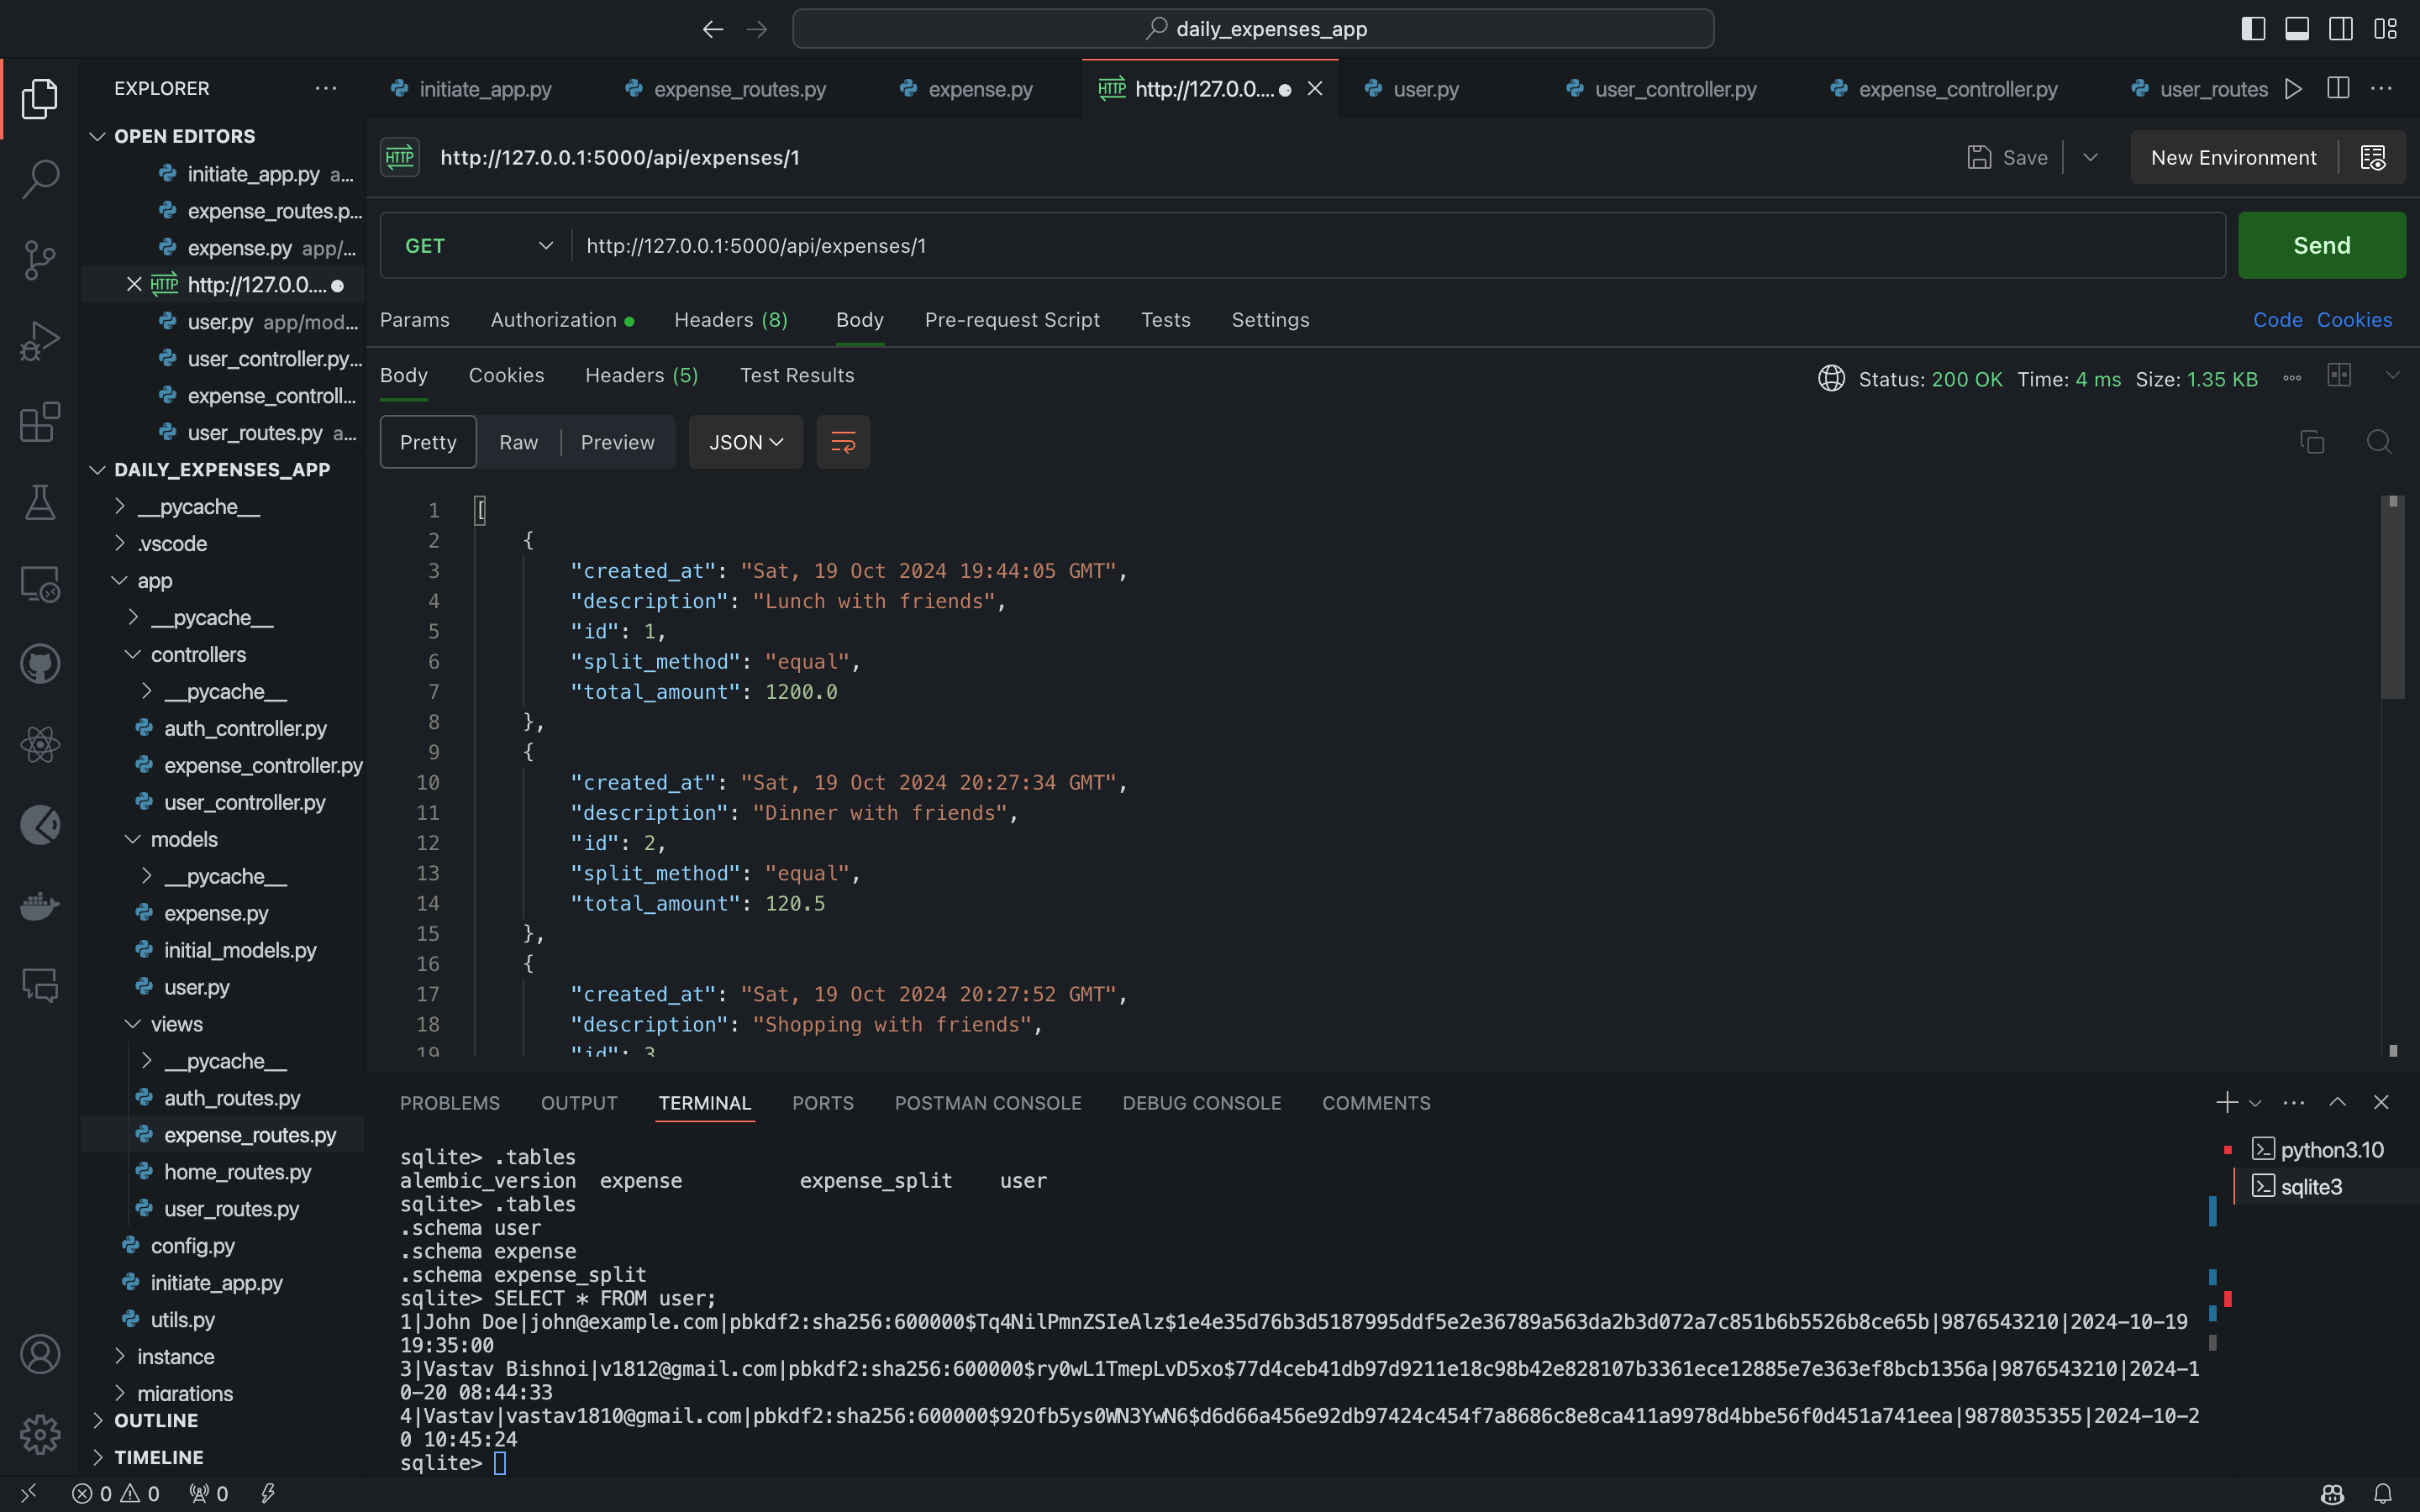 daily_expenses_app
EXPLORER
OPEN EDITORS
initiate_app.py a...
expense_routes.p...
expense.py app/...
HTTP http://127.0.0....
user.py app/mod...
user_controller.py...
expense_controll...
user_routes.py a...
DAILY_EXPENSES_APP
__pycache__
.vscode
app
__pycache__
controllers
__pycache__
auth_controller.py
expense_controller.py
user_controller.py
models
__pycache__
expense.py
initial_models.py
user.py
views
__pycache__
auth_routes.py
expense_routes.py
home_routes.py
user_routes.py
config.py
initiate_app.py
utils.py
instance
migrations
OUTLINE
TIMELINE
initiate_app.py expense_routes.py expense.py HTTP http://127.0.0.... user.py user_controller.py expense_controller.py user_routes
HTTP http://127.0.0.1:5000/api/expenses/1 Save New Environment
GET http://127.0.0.1:5000/api/expenses/1 Send
Params Authorization Headers (8) Body Pre-request Script Tests Settings Code Cookies
Body Cookies Headers (5) Test Results Status: 200 OK Time: 4 ms Size: 1.35 KB
Pretty Raw Preview JSON
1 [
2 {
3 "created_at": "Sat, 19 Oct 2024 19:44:05 GMT",
4 "description": "Lunch with friends",
5 "id": 1,
6 "split_method": "equal",
7 "total_amount": 1200.0
8 },
9 {
10 "created_at": "Sat, 19 Oct 2024 20:27:34 GMT",
11 "description": "Dinner with friends",
12 "id": 2,
13 "split_method": "equal",
14 "total_amount": 120.5
15 },
16 {
17 "created_at": "Sat, 19 Oct 2024 20:27:52 GMT",
18 "description": "Shopping with friends",
19 "id": 3
PROBLEMS OUTPUT TERMINAL PORTS POSTMAN CONSOLE DEBUG CONSOLE COMMENTS
sqlite> .tables
alembic_version expense expense_split user
sqlite> .tables
.schema user
.schema expense
.schema expense_split
sqlite> SELECT * FROM user;
1|John Doe|john@example.com|pbkdf2:sha256:600000$Tq4NilPmnZSIeAlz$1e4e35d76b3d5187995ddf5e2e36789a563da2b3d072a7c851b6b5526b8ce65b|9876543210|2024-10-19
19:35:00
3|Vastav Bishnoi|v1812@gmail.com|pbkdf2:sha256:600000$ry0wL1TmepLvD5xo$77d4ceb41db97d9211e18c98b42e828107b3361ece12885e7e363ef8bcb1356a|9876543210|2024-1
0-20 08:44:33
4|Vastav|vastav1810@gmail.com|pbkdf2:sha256:600000$92Ofb5ys0WN3YwN6$d6d66a456e92db97424c454f7a8686c8e8ca411a9978d4bbe56f0d451a741eea|9878035355|2024-10-2
0 10:45:24
sqlite>
python3.10
sqlite3
0 0 0